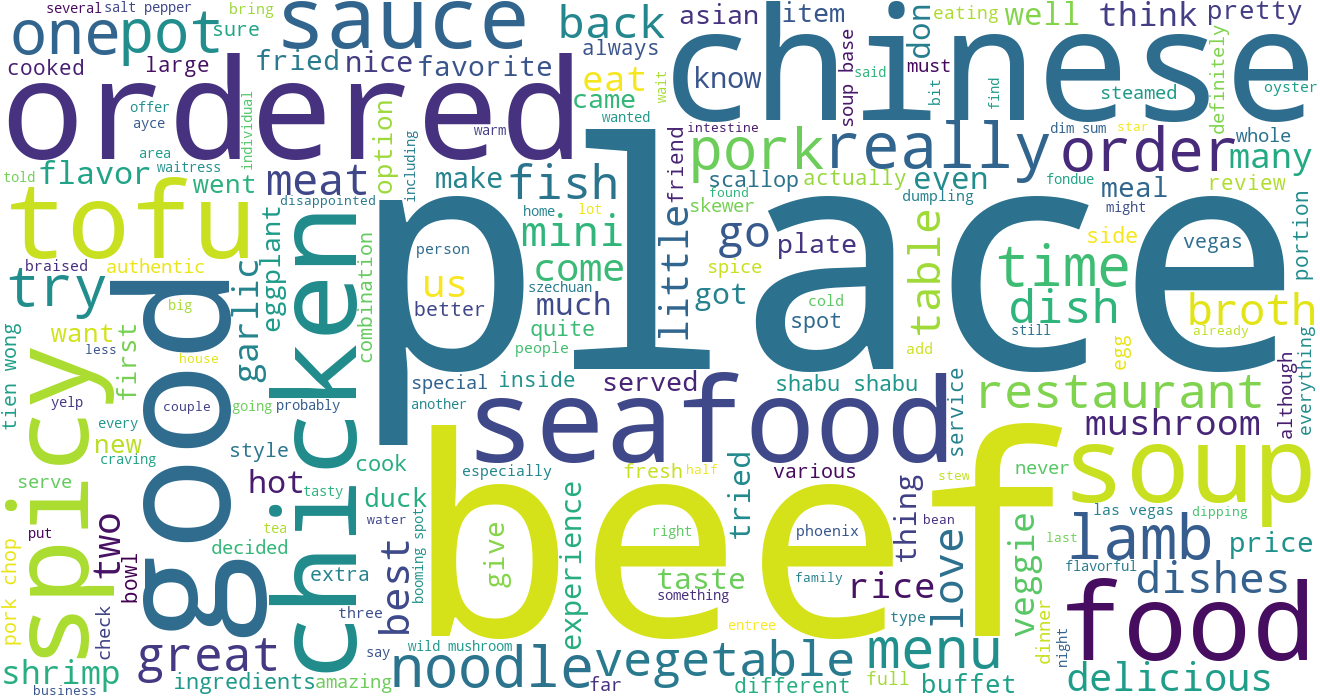 several
salt pepper
bring
one
pot
sure
sauce
back
asian
item
don
eating
well
think
pretty
chinese
cooked
large
fried
nice
favorite
always
eat
know
soup base
said
must
ordered
offer
ayce
individual
option
came
wait
wanted
bit
find
steamed
definitely
oyster
area
waitress
warm
including
friend
intestine
pork
really
dim sum
star
order
whole
many
told
flavor
went
meat
make
fish
scallop
actually
even
fondue
meal
review
tofu
disappointed
home
lot
found
skewer
dumpling
might
portion
place
braised
authentic
garlic
eggplant
combination
person
us
mini
come
little
go
plate
spice
table
time
side
vegas
try
big
better
szechuan
much
got
cold
spot
dish
still
broth
already
tien wong
want
first
less
house
good
chicken
quite
people
add
egg
everything
although
yelp
couple
going
probably
special
another
inside
served
shabu shabu
service
restaurant
spicy
every
new
craving
style
seafood
mushroom
serve
hot
tasty
cook
especially
fresh
half
various
stew
never
soup
put
two
bowl
tea
duck
water
booming spot
beef
experience
give
tried
right
phoenix
thing
bean
veggie
las vegas
dipping
last
lamb
price
decided
extra
best
taste
something
family
rice
love
flavorful
dishes
pork chop
check
three
entree
type
dinner
night
food
great
say
wild mushroom
noodle
vegetable
menu
shrimp
business
ingredients
amazing
far
different
full
buffet
delicious